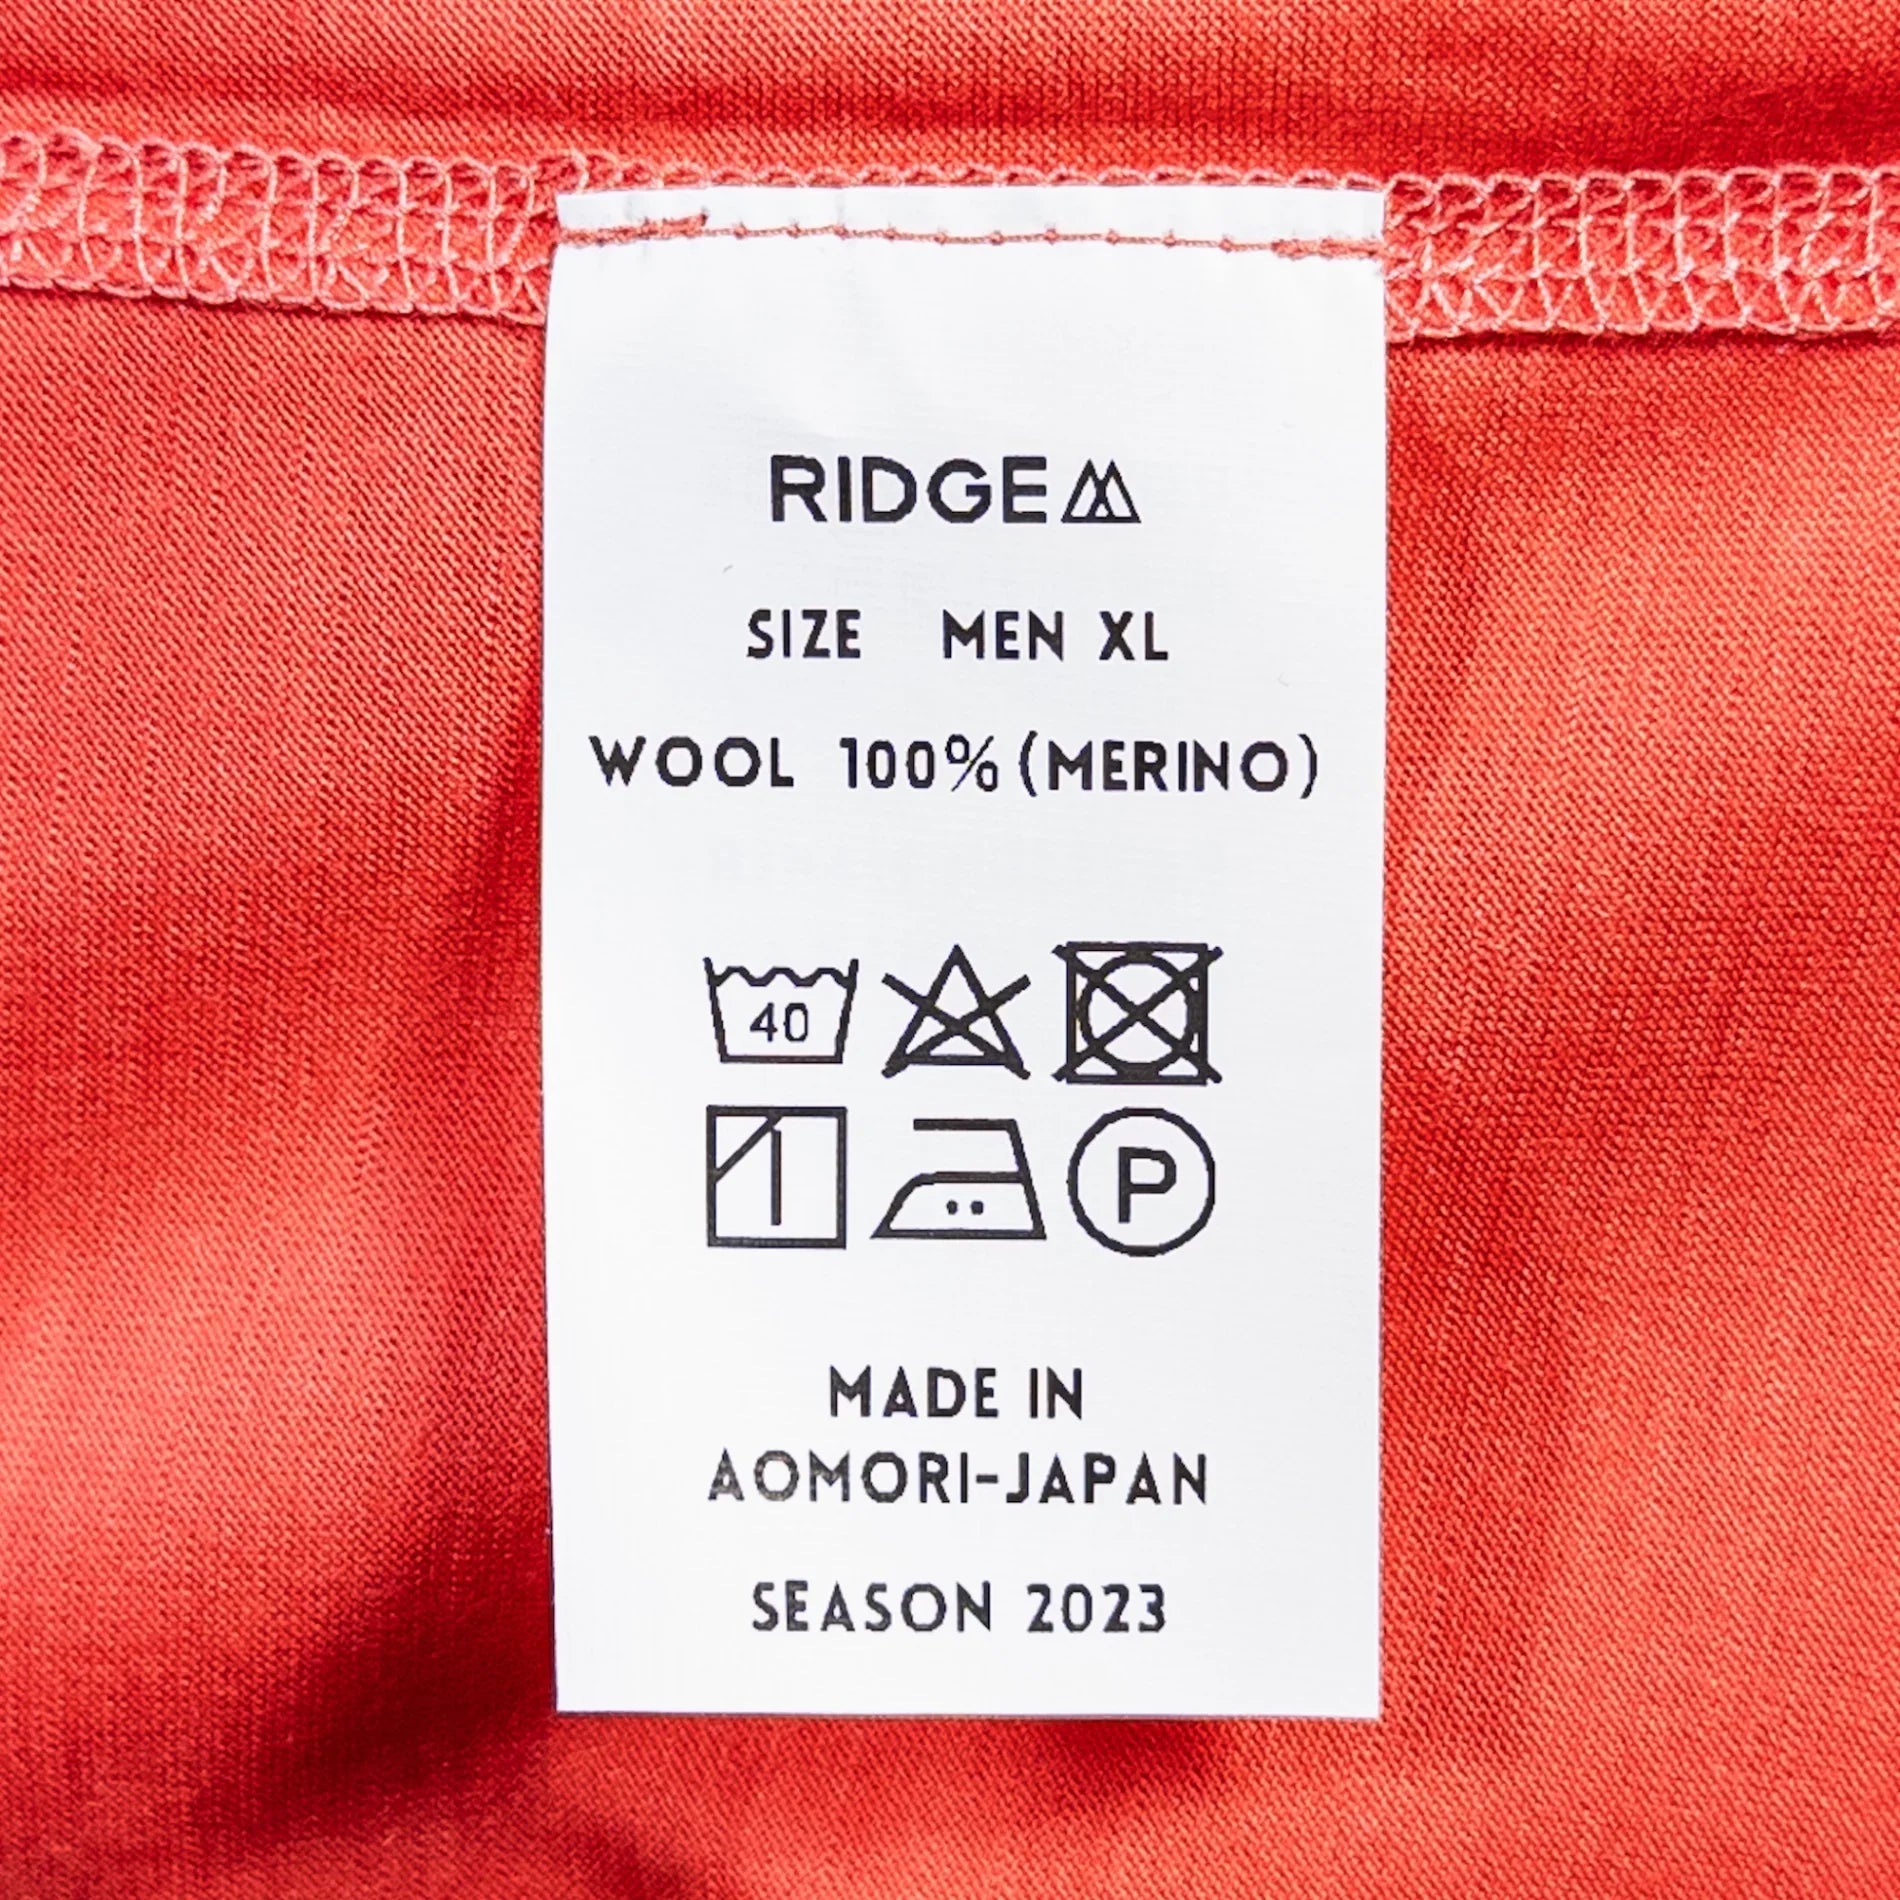 RIDGE
SIZE MEN XL
WOOL 100% (MERINO)
40
P
MADE IN
AOMORI-JAPAN
SEASON 2023